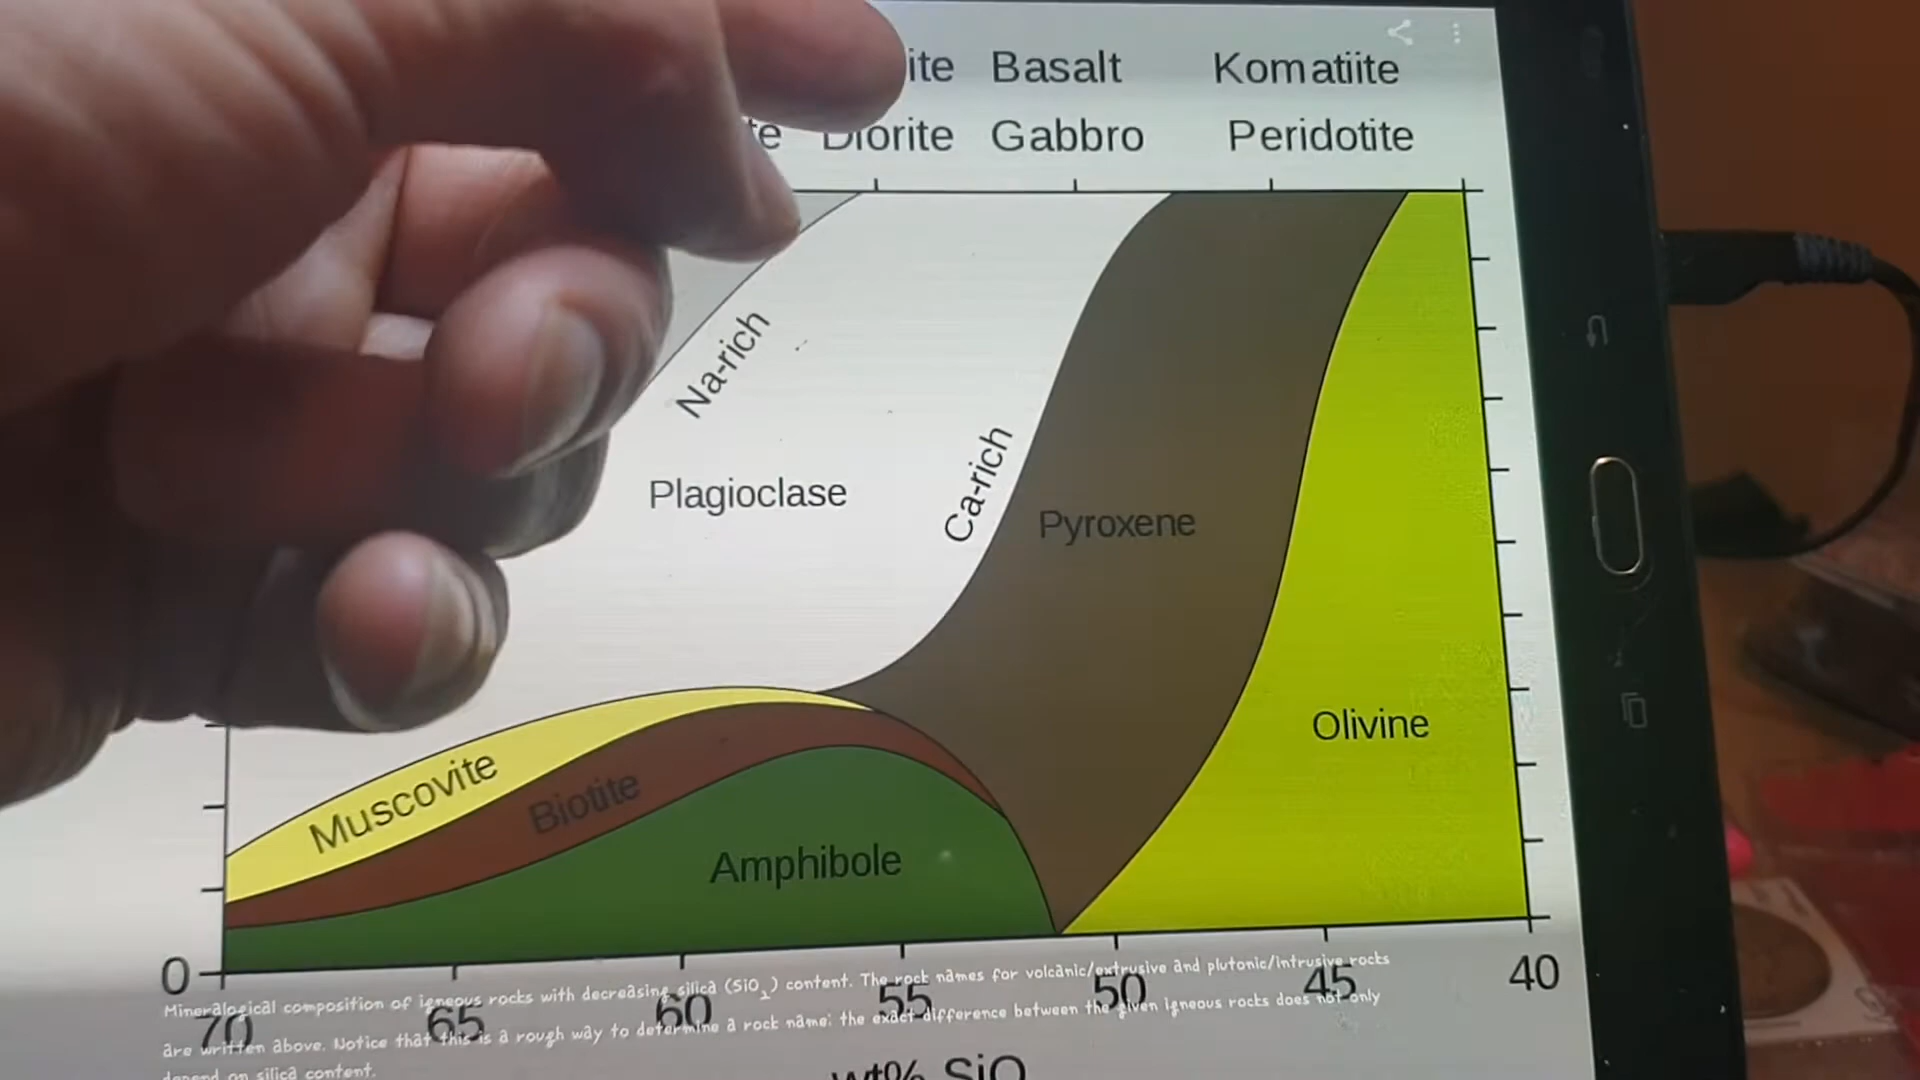 ite Basalt Komatiite
te Diorite Gabbro Peridotite
Na-rich
Ca-rich
Plagioclase
Pyroxene
Olivine
Muscovite
Biotite
Amphibole
0
70 65 60 55 50 45 40
Mineralogical composition of igneous rocks with decreasing silica (SiO2) content. The rock names for volcanic/extrusive and plutonic/intrusive rocks
are written above. Notice that this is a rough way to determine a rock name: the exact difference between the given igneous rocks does not only
depend on silica content.
wt% SiO